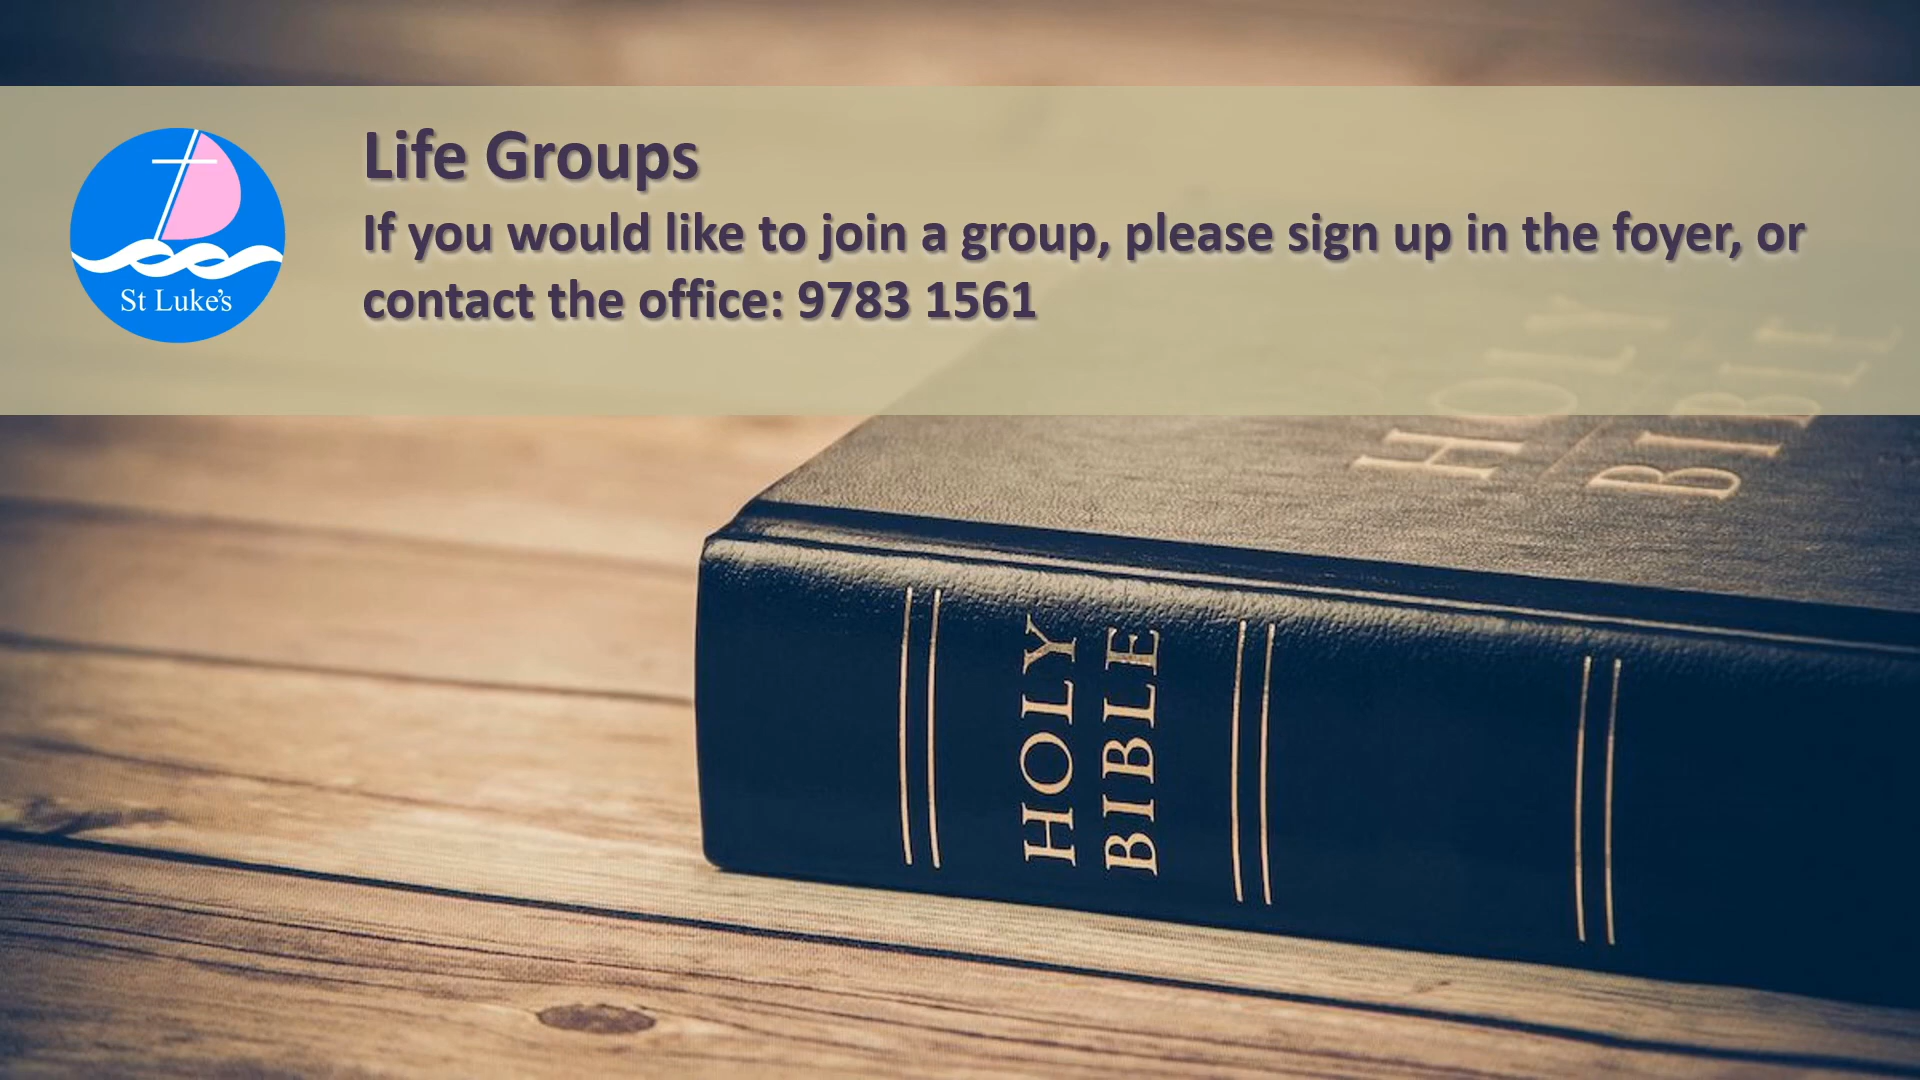 Life Groups
If you would like to join a group, please sign up in the foyer, or
contact the office: 9783 1561
St Luke's
HOLY
BIBLE
HOLY
BIBLE